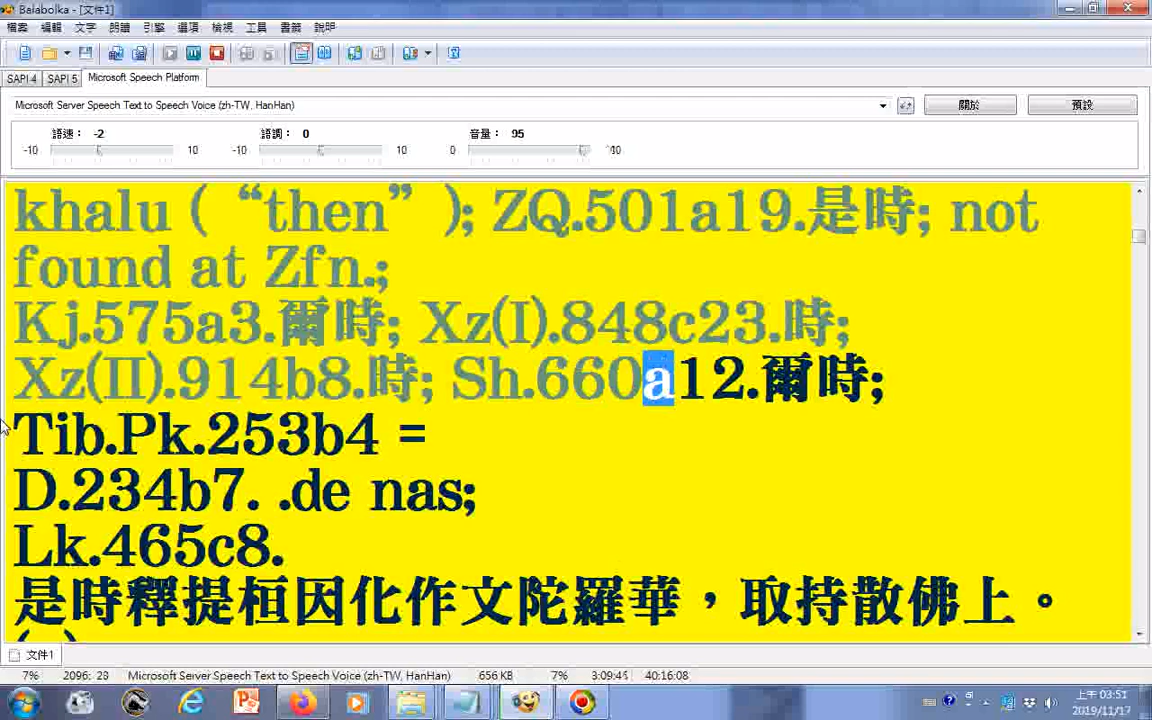 Balabolka - [文件1]
檔案 編輯 文字 朗讀 引擎 選項 檢視 工具 書籤 說明
SAPI 4 SAPI 5 Microsoft Speech Platform
Microsoft Server Speech Text to Speech Voice (zh-TW, HanHan) 關於 預設
語速： -2 語調： 0 音量： 95
-10 10 -10 10 0 100
khalu (“then”); ZQ.501a19.是時; not
found at Zfn.;
Kj.575a3.爾時; Xz(I).848c23.時;
Xz(II).914b8.時; Sh.660a12.爾時;
Tib.Pk.253b4 =
D.234b7. .de nas;
Lk.465c8.
是時釋提桓因化作文陀羅華，取持散佛上。
文件1
7% 2096: 23 Microsoft Server Speech Text to Speech Voice (zh-TW, HanHan) 656 KB 7% 3:09:45 40:16:08
上午 03:51
2019/11/17